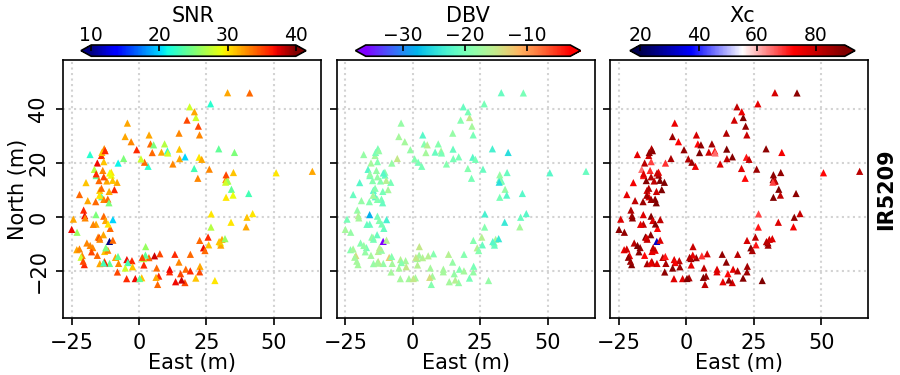 SNR DBV Xc
10 20 30 40 −30 −20 −10 20 40 60 80
North (m)
40
20
0
−20
IR5209
−25 0 25 50 −25 0 25 50 −25 0 25 50
East (m) East (m) East (m)